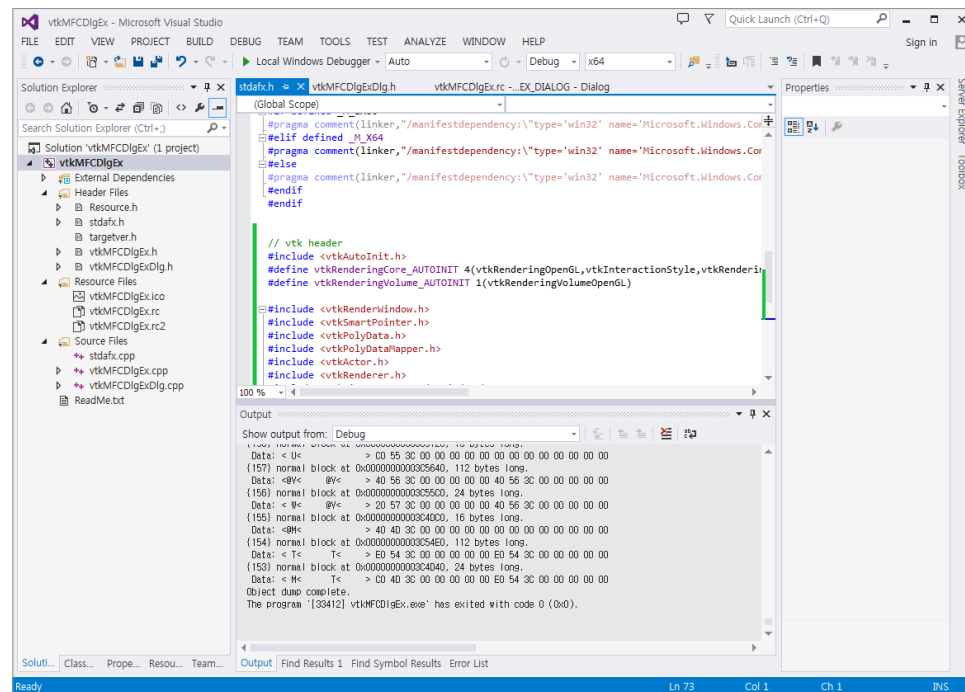 vtkMFCDlgEx - Microsoft Visual Studio
Quick Launch (Ctrl+Q)
FILE EDIT VIEW PROJECT BUILD DEBUG TEAM TOOLS TEST ANALYZE WINDOW HELP
Sign in
Local Windows Debugger Auto Debug x64
Solution Explorer
Search Solution Explorer (Ctrl+;)
Solution 'vtkMFCDlgEx' (1 project)
vtkMFCDlgEx
External Dependencies
Header Files
Resource.h
stdafx.h
targetver.h
vtkMFCDlgEx.h
vtkMFCDlgExDlg.h
Resource Files
vtkMFCDlgEx.ico
vtkMFCDlgEx.rc
vtkMFCDlgEx.rc2
Source Files
stdafx.cpp
vtkMFCDlgEx.cpp
vtkMFCDlgExDlg.cpp
ReadMe.txt
Soluti... Class... Prope... Resou... Team...
stdafx.h vtkMFCDlgExDlg.h vtkMFCDlgEx.rc -...EX_DIALOG - Dialog
(Global Scope)
#pragma comment(linker,"/manifestdependency:\"type='win32' name='Microsoft.Windows.Com
#elif defined _M_X64
#pragma comment(linker,"/manifestdependency:\"type='win32' name='Microsoft.Windows.Com
#else
#pragma comment(linker,"/manifestdependency:\"type='win32' name='Microsoft.Windows.Com
#endif
#endif
// vtk header
#include <vtkAutoInit.h>
#define vtkRenderingCore_AUTOINIT 4(vtkRenderingOpenGL,vtkInteractionStyle,vtkRenderin
#define vtkRenderingVolume_AUTOINIT 1(vtkRenderingVolumeOpenGL)
#include <vtkRenderWindow.h>
#include <vtkSmartPointer.h>
#include <vtkPolyData.h>
#include <vtkPolyDataMapper.h>
#include <vtkActor.h>
#include <vtkRenderer.h>
100 %
Output
Show output from: Debug
Data: < U< > C0 55 3C 00 00 00 00 00 00 00 00 00 00 00 00 00
{157} normal block at 0x00000000003C5640, 112 bytes long.
Data: <@V< @V< > 40 56 3C 00 00 00 00 00 40 56 3C 00 00 00 00 00
{156} normal block at 0x00000000003C55C0, 24 bytes long.
Data: < W< @V< > 20 57 3C 00 00 00 00 00 40 56 3C 00 00 00 00 00
{155} normal block at 0x00000000003C4DC0, 16 bytes long.
Data: <@M< > 40 4D 3C 00 00 00 00 00 00 00 00 00 00 00 00 00
{154} normal block at 0x00000000003C54E0, 112 bytes long.
Data: < T< T< > E0 54 3C 00 00 00 00 00 E0 54 3C 00 00 00 00 00
{153} normal block at 0x00000000003C4D40, 24 bytes long.
Data: < M< T< > C0 4D 3C 00 00 00 00 00 E0 54 3C 00 00 00 00 00
Object dump complete.
The program '[33412] vtkMFCDlgEx.exe' has exited with code 0 (0x0).
Output Find Results 1 Find Symbol Results Error List
Properties
Server Explorer
Toolbox
Ready
Ln 73 Col 1 Ch 1 INS